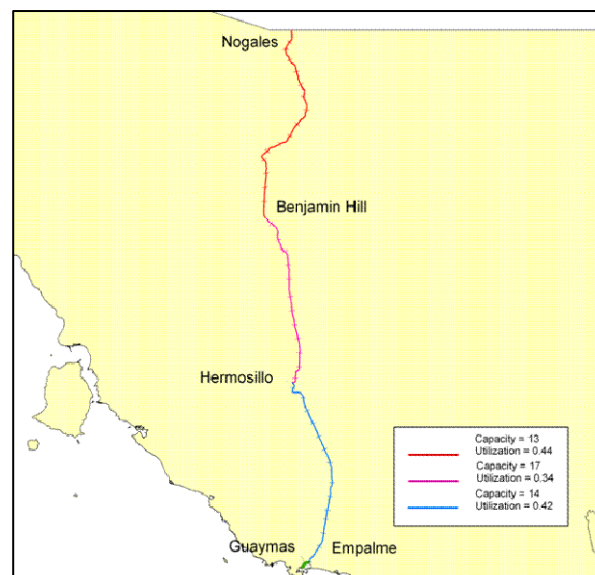 Nogales
Benjamin Hill
Hermosillo
Capacity = 13
Utilization = 0.44
Capacity = 17
Utilization = 0.34
Capacity = 14
Utilization = 0.42
Guaymas
Empalme